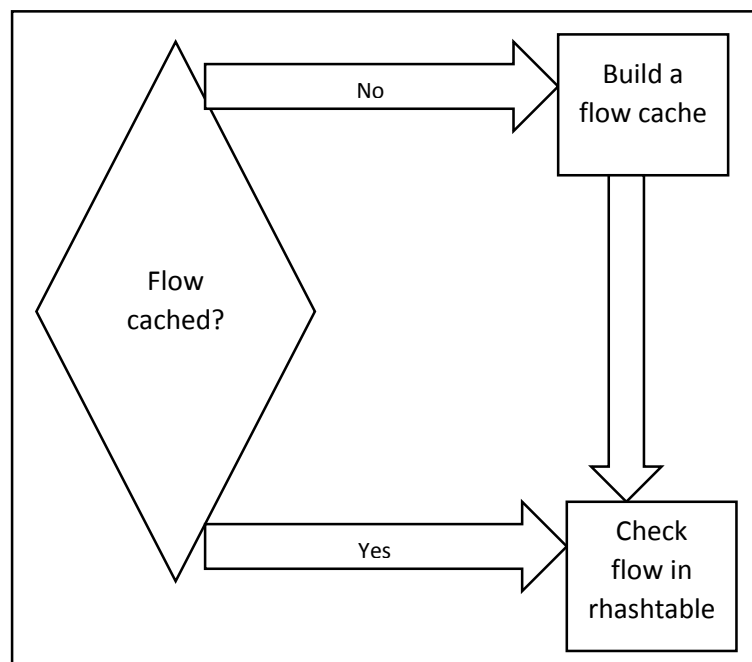 No
Build a
flow cache
Flow
cached?
Yes
Check
flow in
rhashtable